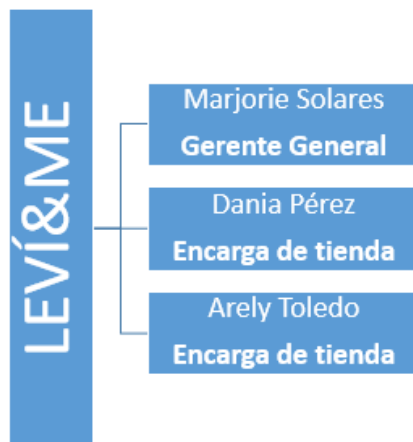 LEVÍ&ME
Marjorie Solares
Gerente General
Dania Pérez
Encarga de tienda
Arely Toledo
Encarga de tienda